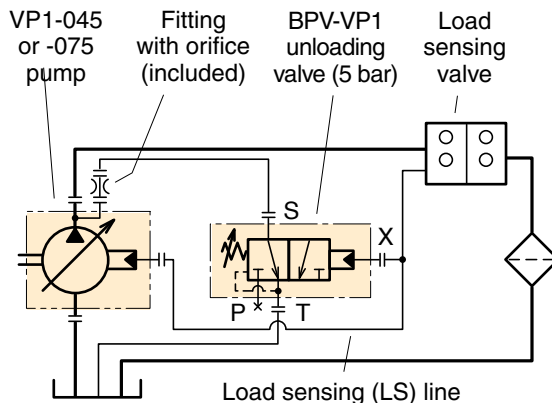 VP1-045
or -075
pump
Fitting
with orifice
(included)
BPV-VP1
unloading
valve (5 bar)
Load
sensing
valve
S
X
P
T
Load sensing (LS) line